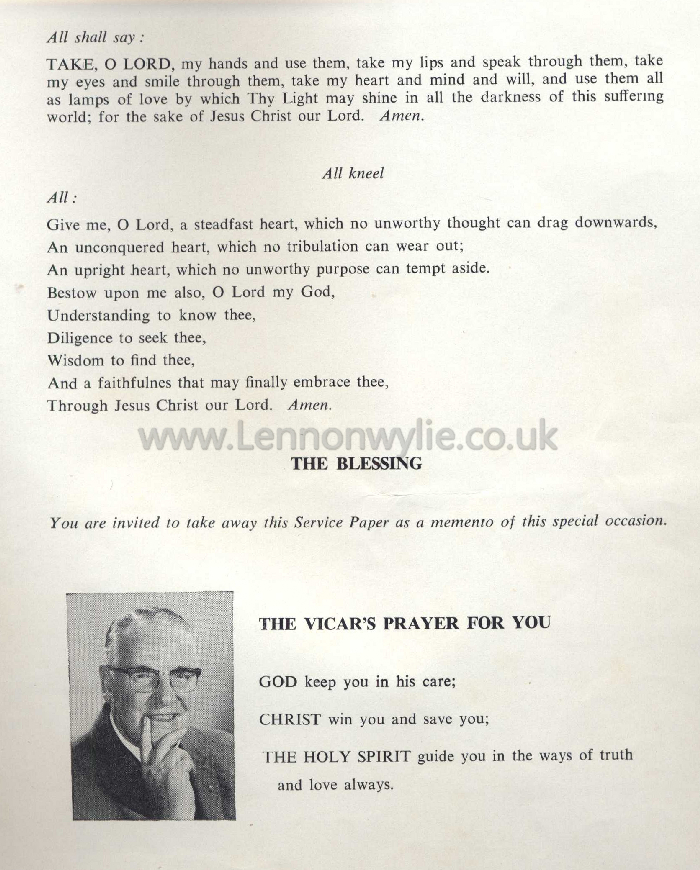 All shall say :
TAKE, O LORD, my hands and use them, take my lips and speak through them, take
my eyes and smile through them, take my heart and mind and will, and use them all
as lamps of love by which Thy Light may shine in all the darkness of this suffering
world; for the sake of Jesus Christ our Lord. Amen.
All kneel
All :
Give me, O Lord, a steadfast heart, which no unworthy thought can drag downwards,
An unconquered heart, which no tribulation can wear out;
An upright heart, which no unworthy purpose can tempt aside.
Bestow upon me also, O Lord my God,
Understanding to know thee,
Diligence to seek thee,
Wisdom to find thee,
And a faithfulnes that may finally embrace thee,
Through Jesus Christ our Lord. Amen.
www.Lennonwylie.co.uk
THE BLESSING
You are invited to take away this Service Paper as a memento of this special occasion.
THE VICAR'S PRAYER FOR YOU
GOD keep you in his care;
CHRIST win you and save you;
THE HOLY SPIRIT guide you in the ways of truth
and love always.